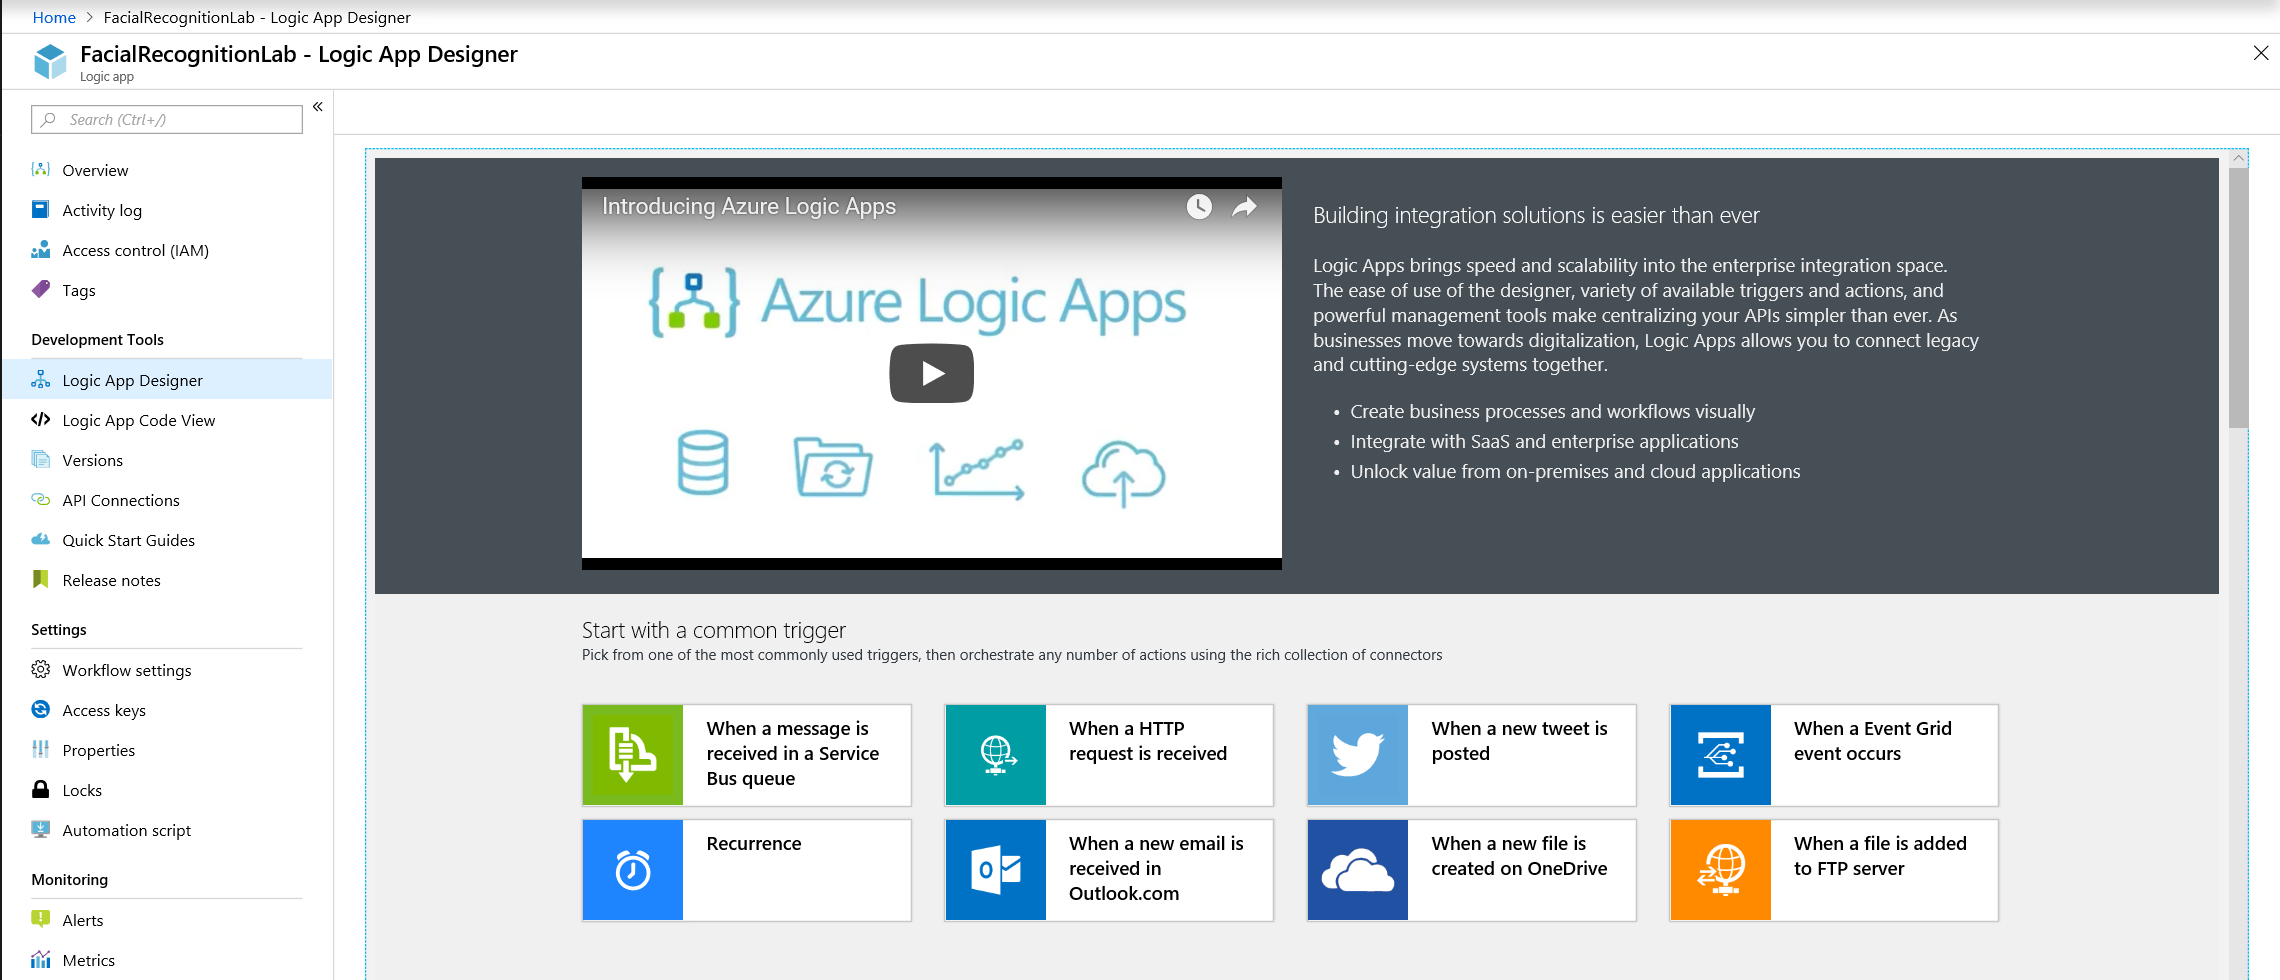 Home > FacialRecognitionLab - Logic App Designer
FacialRecognitionLab - Logic App Designer
Logic app
Search (Ctrl+/)
«
Overview
Activity log
Access control (IAM)
Tags
Development Tools
Logic App Designer
Logic App Code View
Versions
API Connections
Quick Start Guides
Release notes
Settings
Workflow settings
Access keys
Properties
Locks
Automation script
Monitoring
Alerts
Metrics
Introducing Azure Logic Apps
Azure Logic Apps
Building integration solutions is easier than ever
Logic Apps brings speed and scalability into the enterprise integration space.
The ease of use of the designer, variety of available triggers and actions, and
powerful management tools make centralizing your APIs simpler than ever. As
businesses move towards digitalization, Logic Apps allows you to connect legacy
and cutting-edge systems together.
• Create business processes and workflows visually
• Integrate with SaaS and enterprise applications
• Unlock value from on-premises and cloud applications
Start with a common trigger
Pick from one of the most commonly used triggers, then orchestrate any number of actions using the rich collection of connectors
When a message is
received in a Service
Bus queue
When a HTTP
request is received
When a new tweet is
posted
When a Event Grid
event occurs
Recurrence
When a new email is
received in
Outlook.com
When a new file is
created on OneDrive
When a file is added
to FTP server